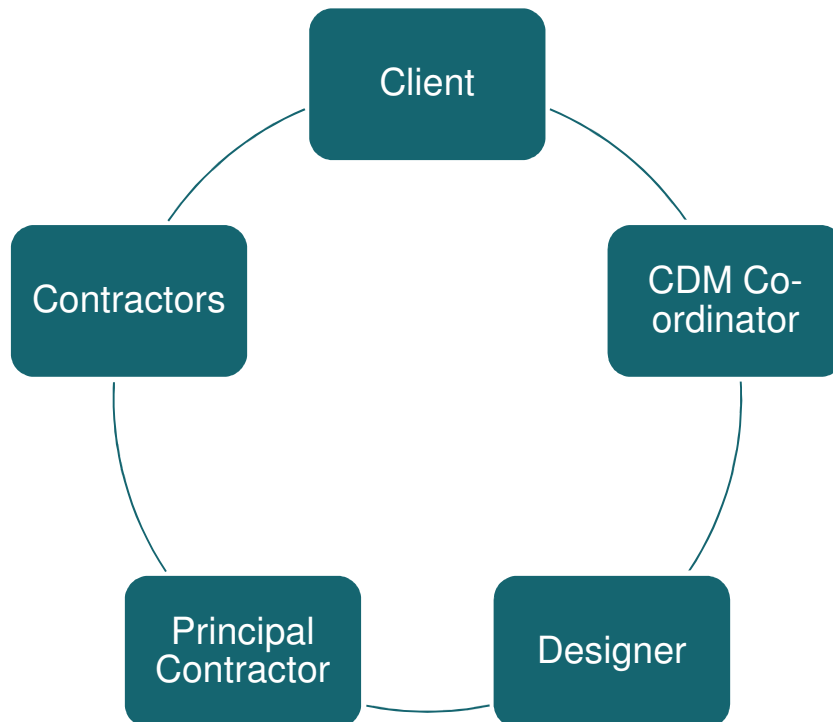 Client
CDM Co-
ordinator
Designer
Principal
Contractor
Contractors